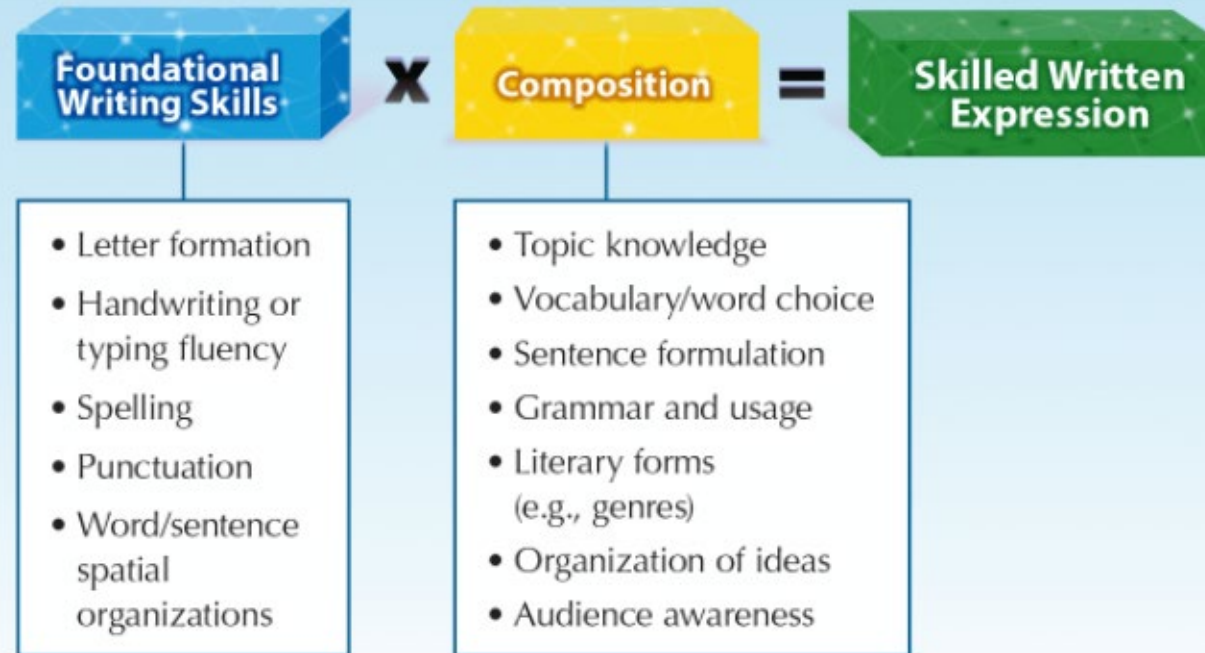 Foundational
Writing Skills
X
Composition
=
Skilled Written
Expression
• Letter formation
• Handwriting or
typing fluency
• Spelling
• Punctuation
• Word/sentence
spatial
organizations
• Topic knowledge
• Vocabulary/word choice
• Sentence formulation
• Grammar and usage
• Literary forms
(e.g., genres)
• Organization of ideas
• Audience awareness